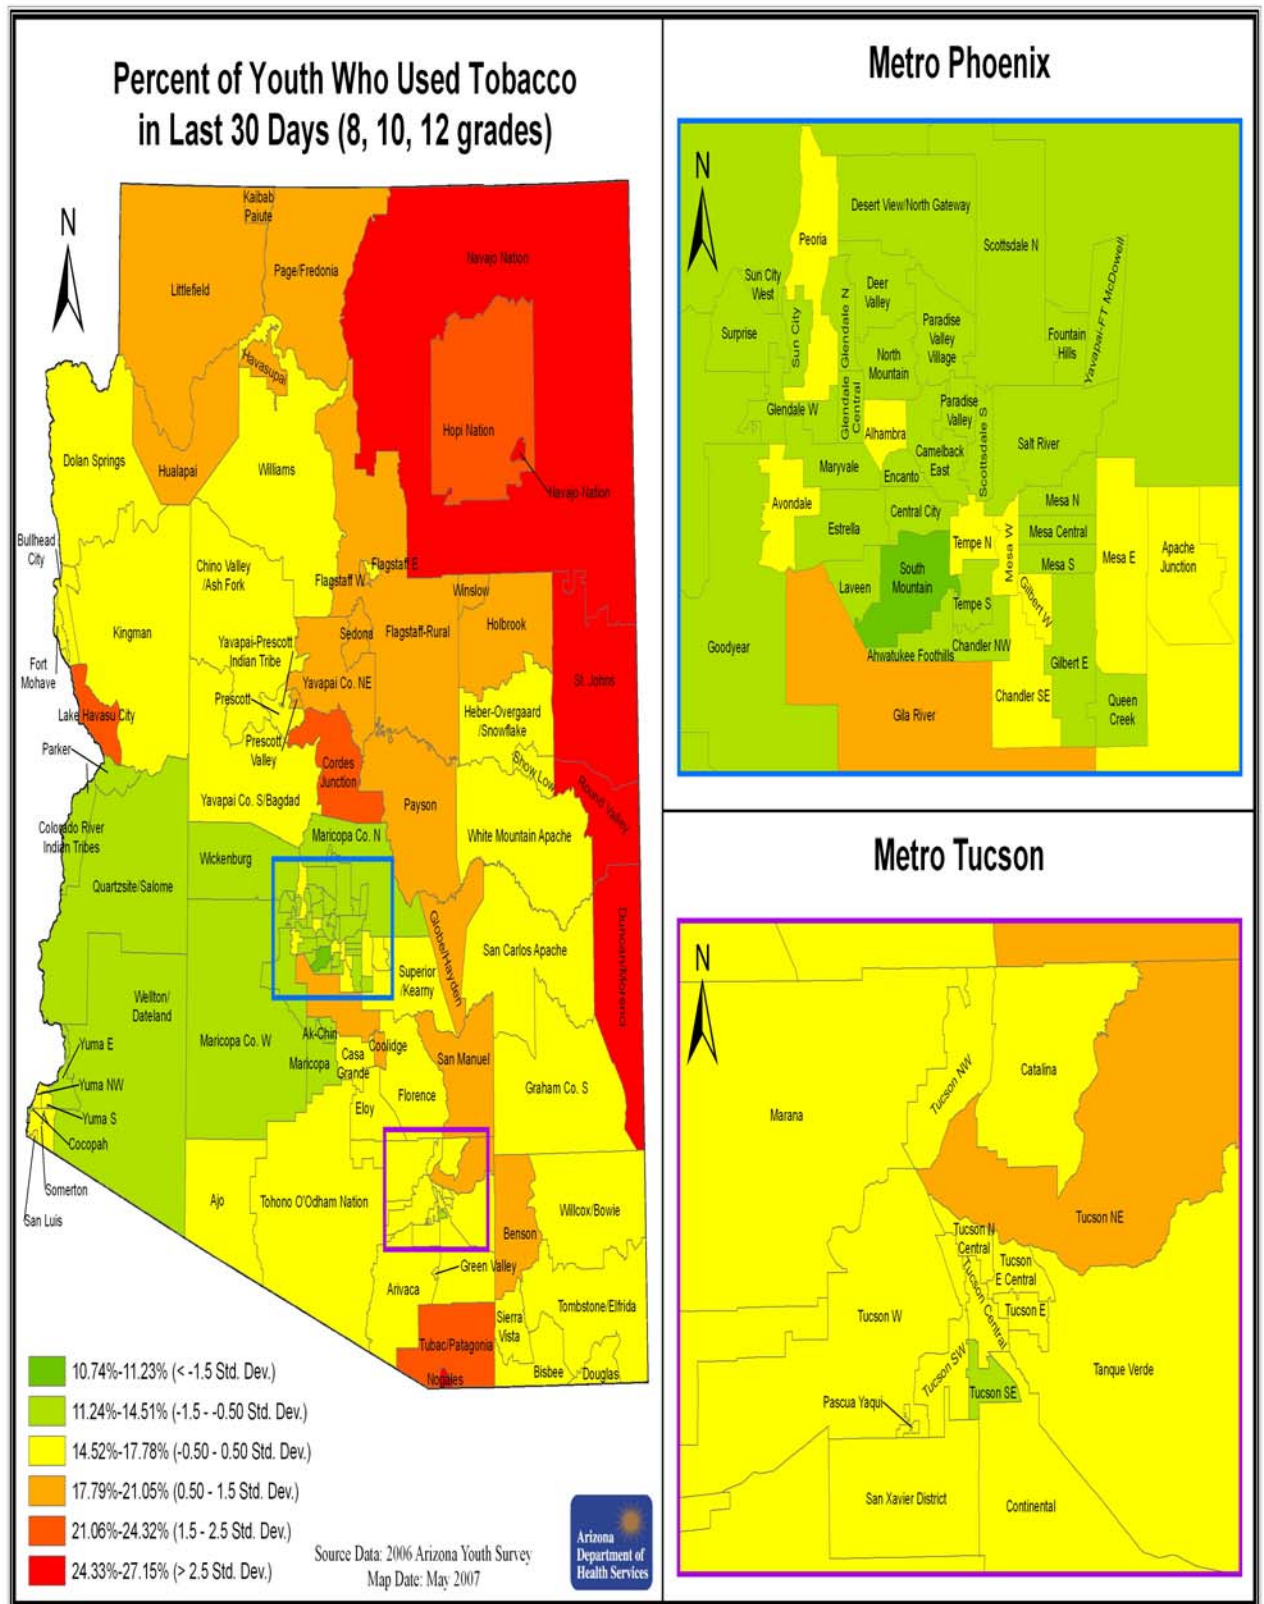 Percent of Youth Who Used Tobacco
in Last 30 Days (8, 10, 12 grades)
N
Kaibab
Paiute
Navajo Nation
Page/Fredonia
Littlefield
Havasupai
Hopi Nation
Dolan Springs
Hualapai
Williams
Navajo Nation
Bullhead
City
Chino Valley
/Ash Fork
Flagstaff W
Flagstaff E
Winslow
Kingman
Yavapai-Prescott
Indian Tribe
Sedona
Flagstaff-Rural
Holbrook
Fort
Mohave
Prescott
Yavapai Co. NE
St. Johns
Lake Havasu City
Heber-Overgaard
/Snowflake
Parker
Prescott
Valley
Cordes
Junction
Show Low
Round Valley
Yavapai Co. S/Bagdad
Payson
Colorado River
Indian Tribes
Maricopa Co. N
White Mountain Apache
Wickenburg
Quartzsite/Salome
Globe/Hayden
Duncan/Morenci
San Carlos Apache
Superior
/Kearny
Wellton/
Dateland
Maricopa Co. W
Ak-Chin
Coolidge
Yuma E
Maricopa
Casa
Grande
San Manuel
Yuma NW
Florence
Graham Co. S
Eloy
Yuma S
Cocopah
Somerton
San Luis
Ajo
Tohono O'Odham Nation
Willcox/Bowie
Benson
Green Valley
Arivaca
Tombstone/Elfrida
Sierra
Vista
Tubac/Patagonia
Nogales
Bisbee
Douglas
10.74%-11.23% (< -1.5 Std. Dev.)
11.24%-14.51% (-1.5 - -0.50 Std. Dev.)
14.52%-17.78% (-0.50 - 0.50 Std. Dev.)
17.79%-21.05% (0.50 - 1.5 Std. Dev.)
21.06%-24.32% (1.5 - 2.5 Std. Dev.)
24.33%-27.15% (> 2.5 Std. Dev.)
Source Data: 2006 Arizona Youth Survey
Map Date: May 2007
Arizona
Department of
Health Services
Metro Phoenix
N
Desert View/North Gateway
Peoria
Scottsdale N
Sun City
West
Deer
Valley
Yavapai-FT McDowell
Surprise
Sun City
Glendale N
Paradise
Valley
Village
Fountain
Hills
North
Mountain
Glendale W
Glendale
Central
Paradise
Valley
Scottsdale S
Alhambra
Camelback
East
Salt River
Maryvale
Encanto
Avondale
Central City
Mesa N
Estrella
Mesa Central
Tempe N
Mesa W
Mesa E
Apache
Junction
Mesa S
South
Mountain
Laveen
Tempe S
Gilbert W
Goodyear
Ahwatukee Foothills
Chandler NW
Gilbert E
Chandler SE
Queen
Creek
Gila River
Metro Tucson
N
Catalina
Tucson NW
Marana
Tucson NE
Tucson N
Central
Tucson
E Central
Tucson Central
Tucson E
Tucson W
Tucson SW
Tanque Verde
Tucson SE
Pascua Yaqui
San Xavier District
Continental